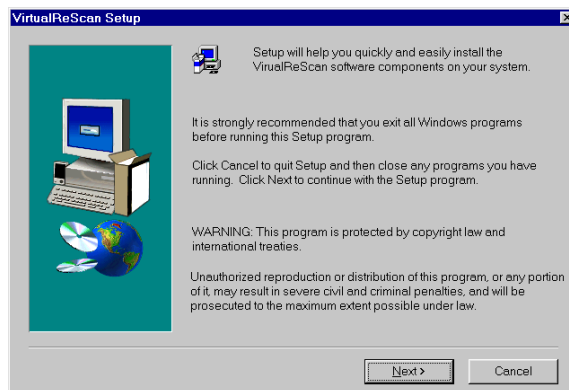 VirtualReScan Setup
Setup will help you quickly and easily install the
VirualReScan software components on your system.
It is strongly recommended that you exit all Windows programs
before running this Setup program.
Click Cancel to quit Setup and then close any programs you have
running. Click Next to continue with the Setup program.
WARNING: This program is protected by copyright law and
international treaties.
Unauthorized reproduction or distribution of this program, or any portion
of it, may result in severe civil and criminal penalties, and will be
prosecuted to the maximum extent possible under law.
Next >
Cancel